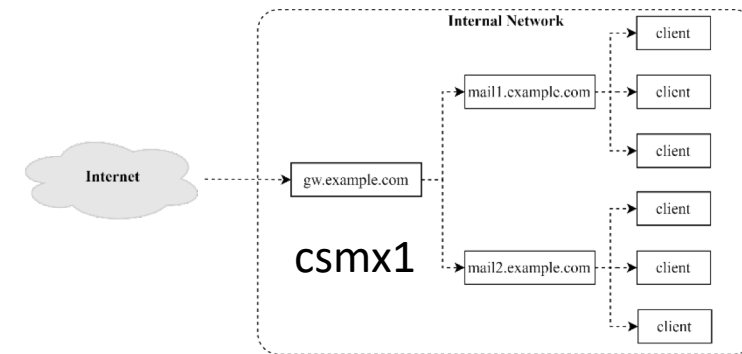 Internal Network
client
mail1.example.com
client
client
Internet
gw.example.com
client
csmx1
mail2.example.com
client
client